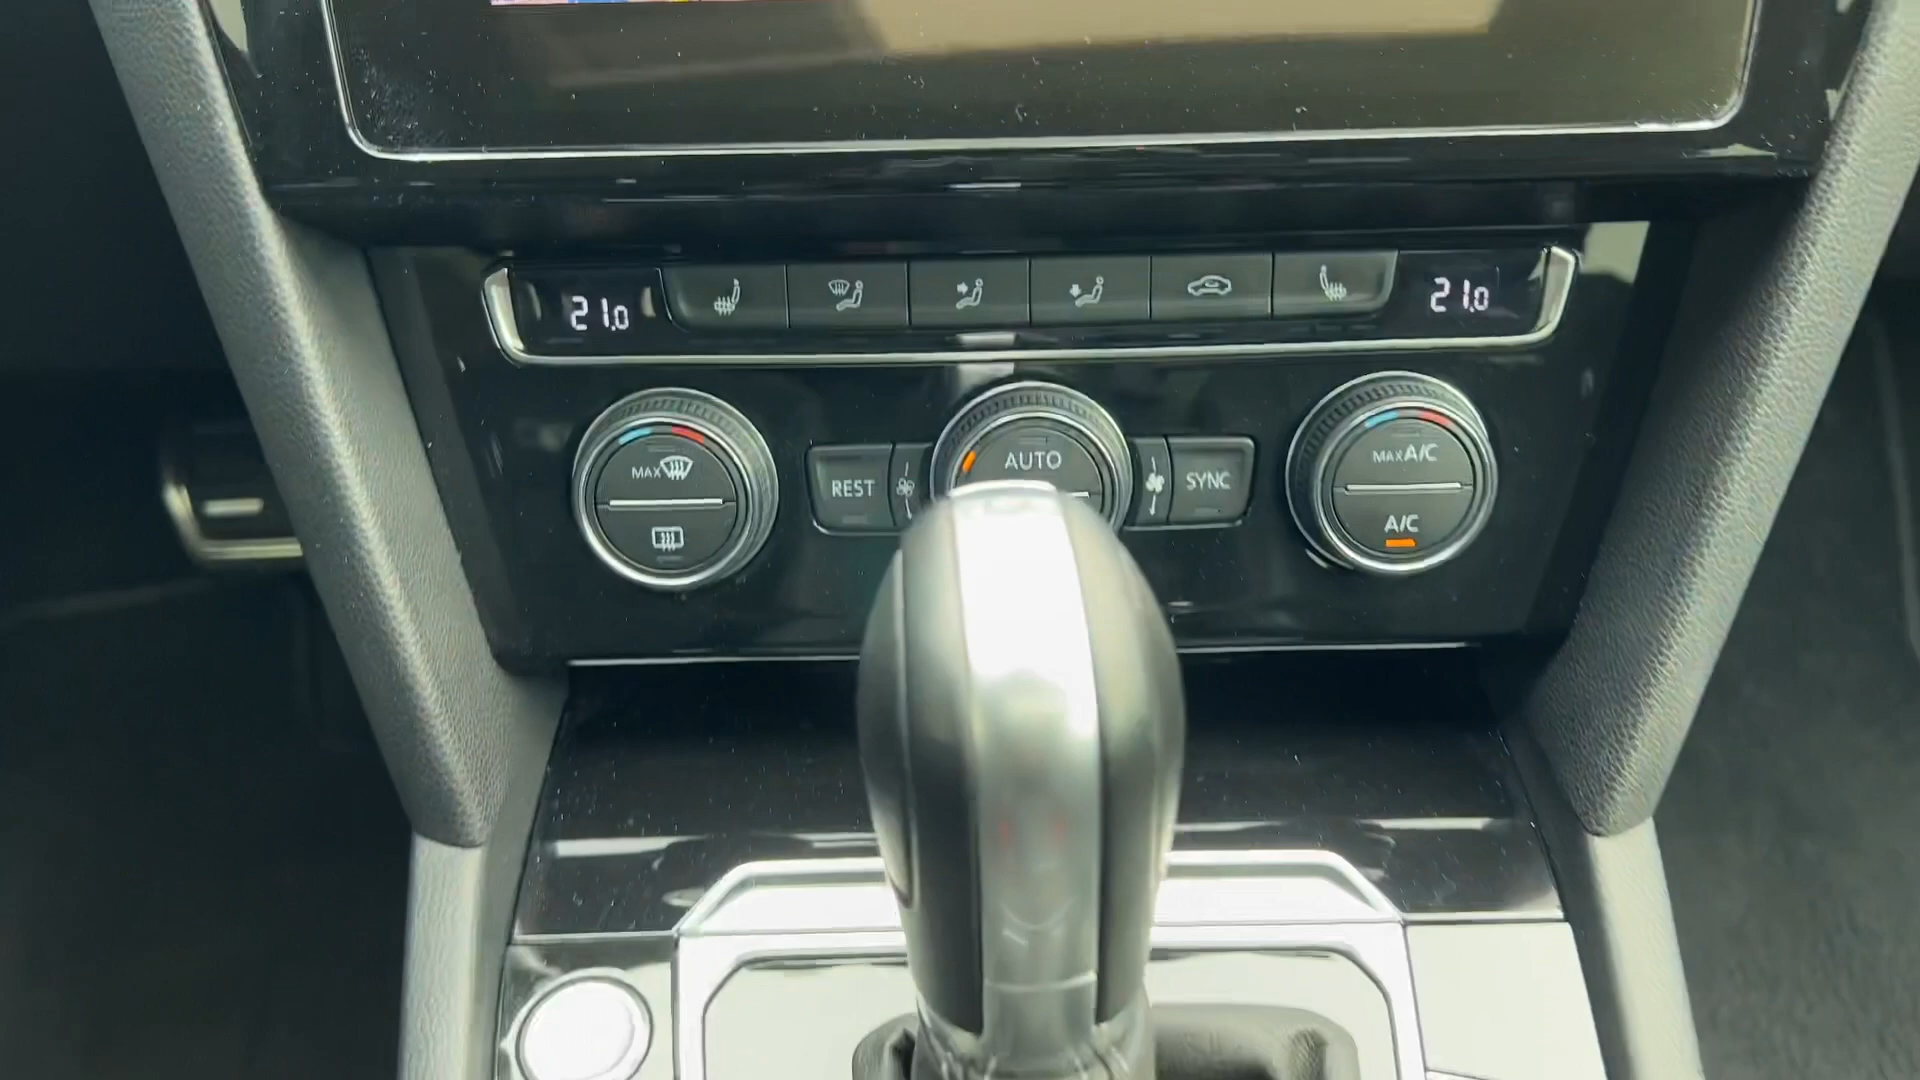 21.0
21.0
MAX
REST
AUTO
SYNC
MAX A/C
A/C